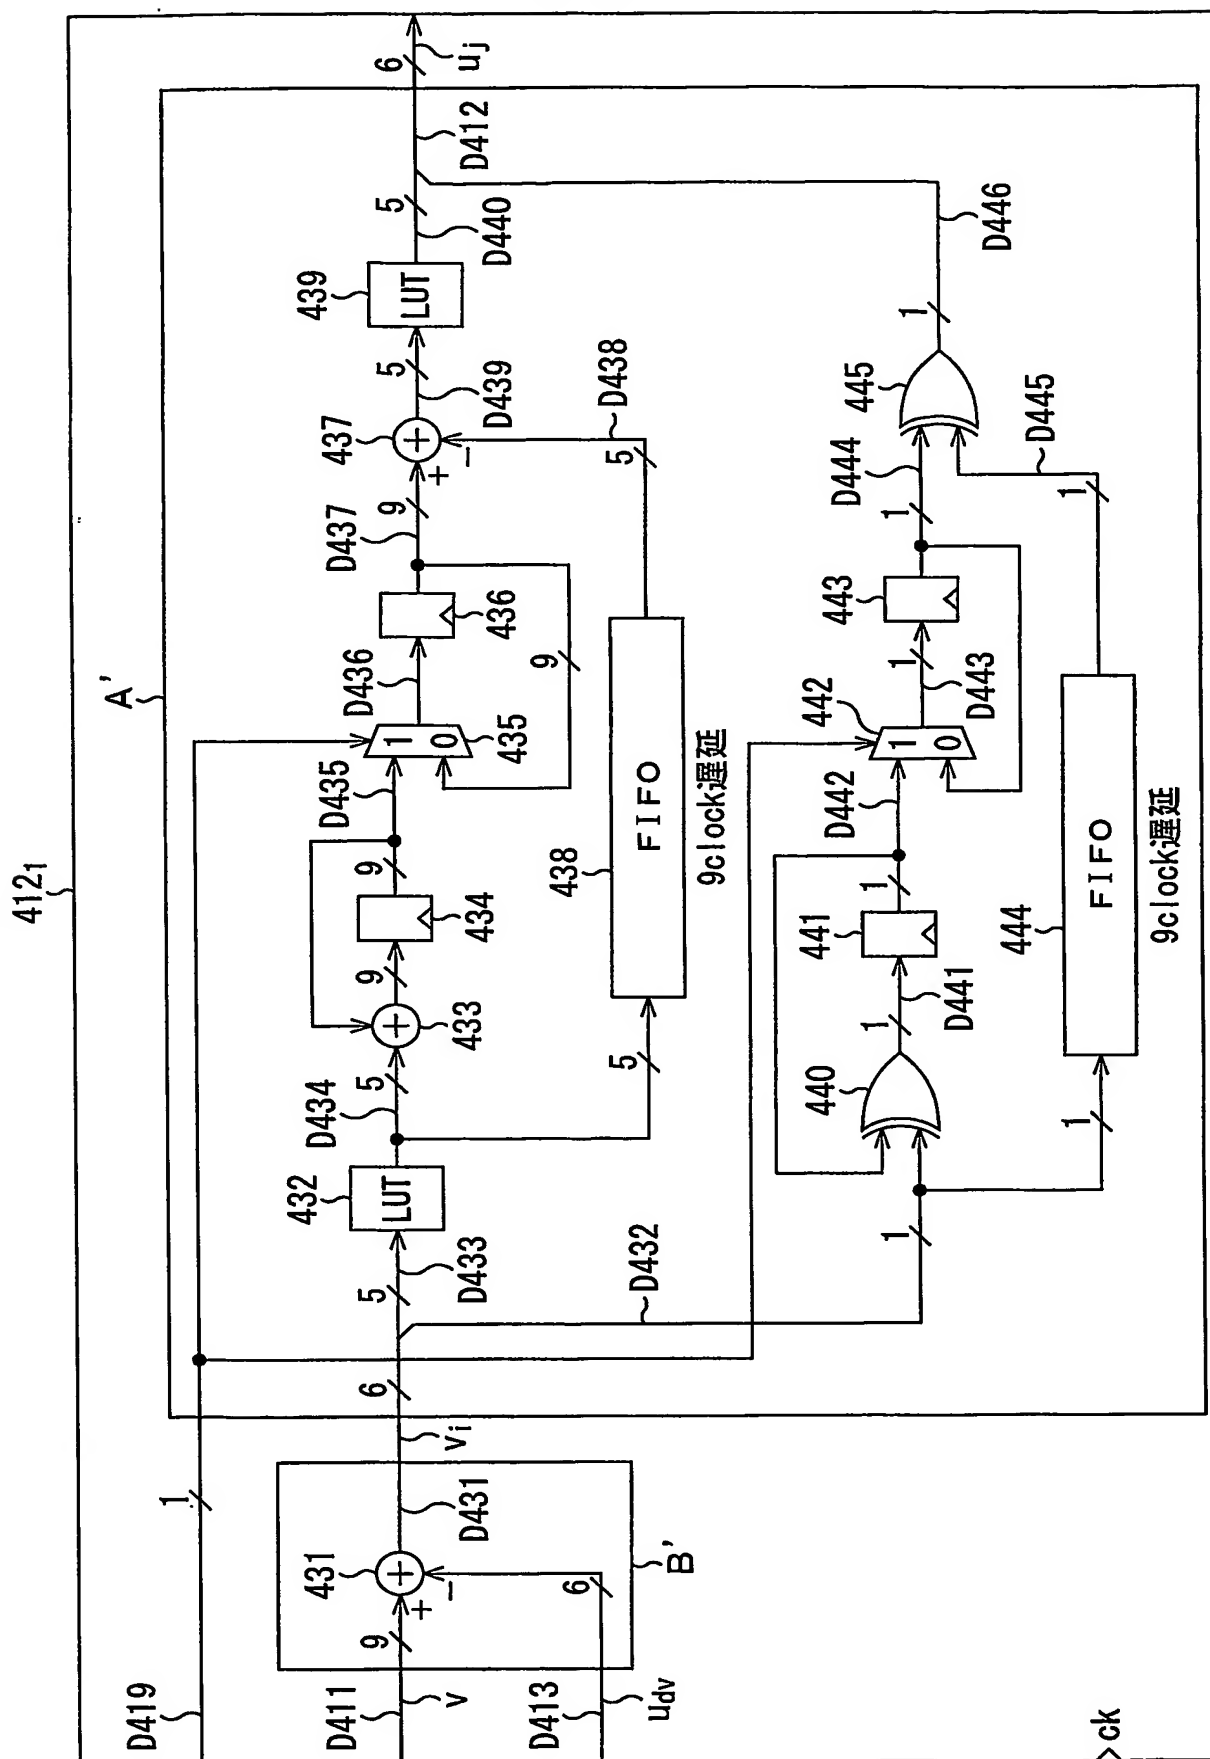 412₁
A'
D419
1
D411
v
9
+
431
-
6
D413
u_dv
B'
D431
v_i
6
5
D433
432
LUT
D434
5
433
9
434
9
D435
1
0
435
D436
436
9
D437
9
+
437
-
D439
5
439
LUT
D440
5
D412
6
u_j
5
438
FIFO
9clock遅延
5
D438
D432
1
440
1
D441
441
1
D442
442
1
0
1
D443
443
1
D444
445
1
D446
1
444
FIFO
9clock遅延
1
D445
ck